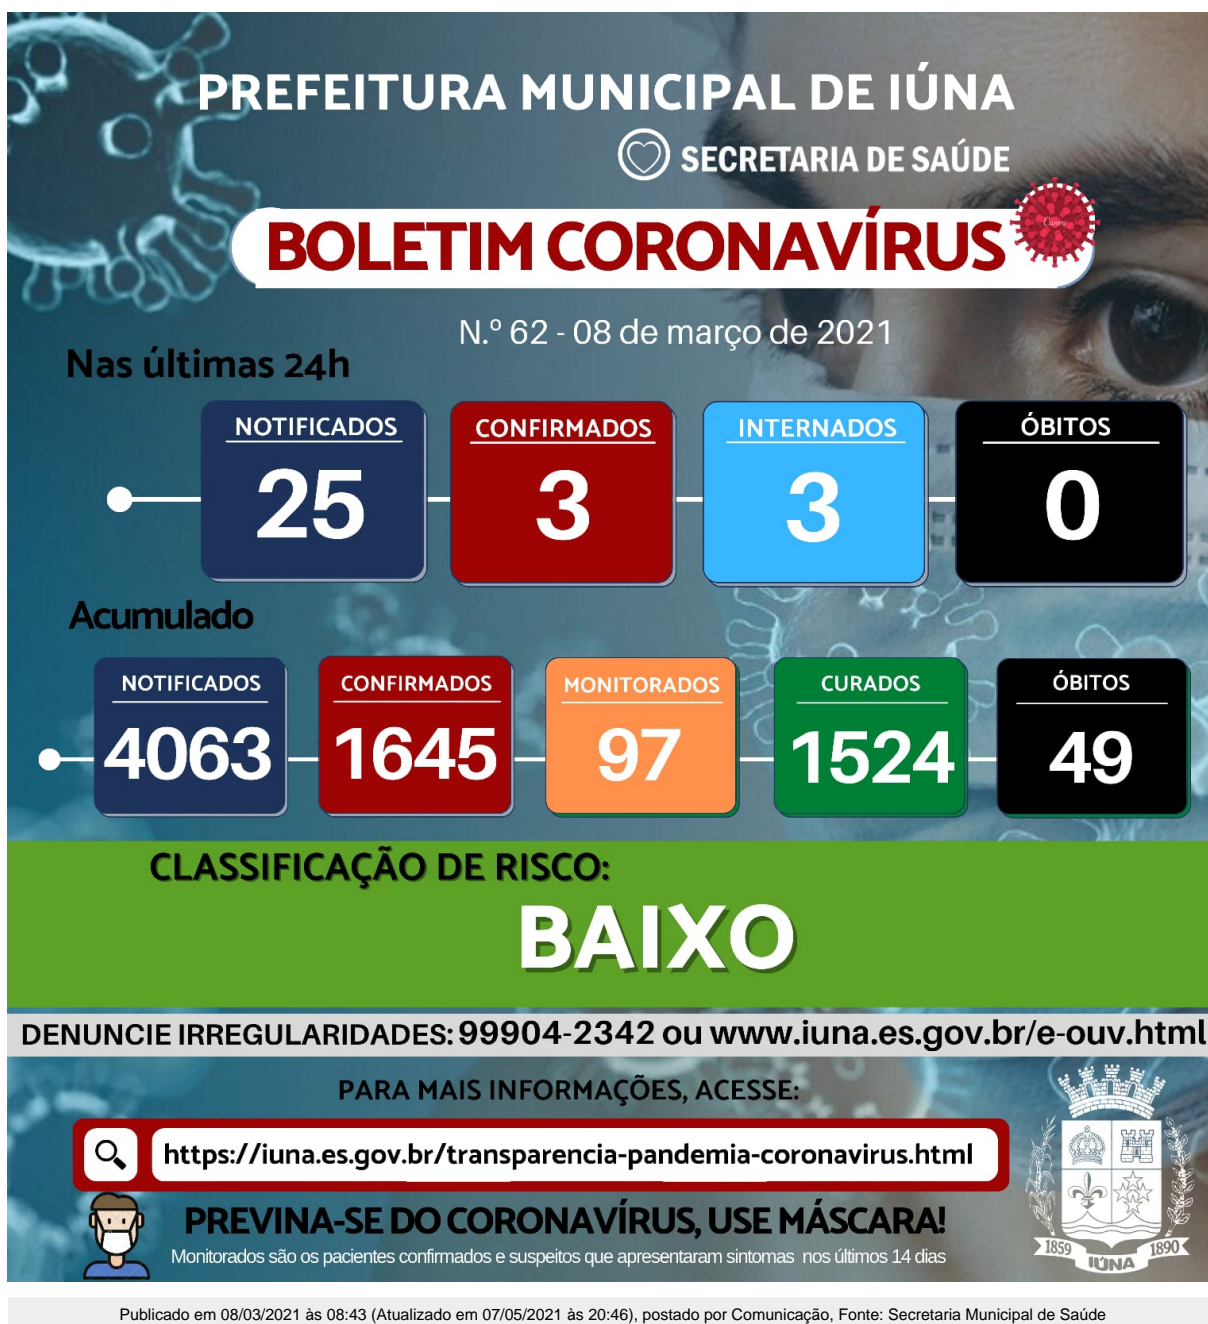 PREFEITURA MUNICIPAL DE IÚNA
SECRETARIA DE SAÚDE
BOLETIM CORONAVÍRUS
Canva
N.º 62 - 08 de março de 2021
Nas últimas 24h
NOTIFICADOS CONFIRMADOS INTERNADOS ÓBITOS
25 3 3 0
Acumulado
NOTIFICADOS CONFIRMADOS MONITORADOS CURADOS ÓBITOS
4063 1645 97 1524 49
CLASSIFICAÇÃO DE RISCO:
BAIXO
DENUNCIE IRREGULARIDADES: 99904-2342 ou www.iuna.es.gov.br/e-ouv.html
PARA MAIS INFORMAÇÕES, ACESSE:
https://iuna.es.gov.br/transparencia-pandemia-coronavirus.html
PREVINA-SE DO CORONAVÍRUS, USE MÁSCARA!
Monitorados são os pacientes confirmados e suspeitos que apresentaram sintomas nos últimos 14 dias
1859 IÚNA 1890
Publicado em 08/03/2021 às 08:43 (Atualizado em 07/05/2021 às 20:46), postado por Comunicação, Fonte: Secretaria Municipal de Saúde